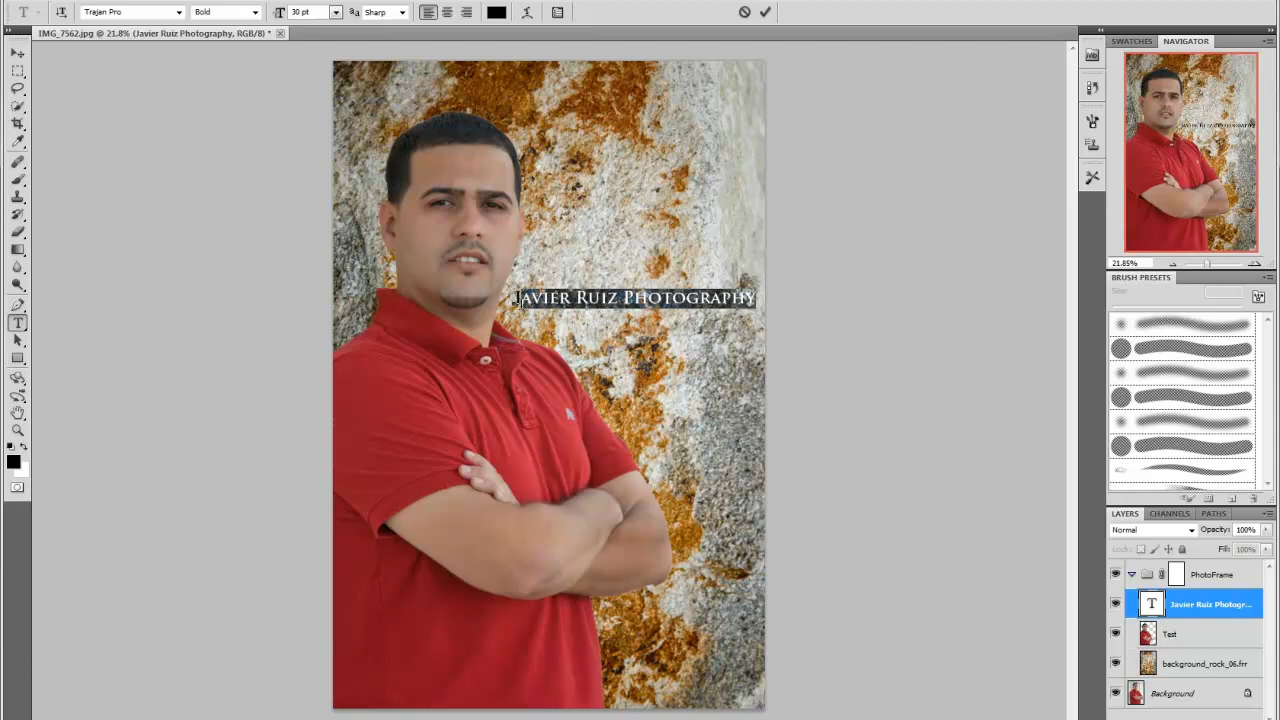 Trajan Pro Bold 30 pt Sharp
IMG_7562.jpg @ 21.8% (Javier Ruiz Photography, RGB/8) *
SWATCHES NAVIGATOR
Javier Ruiz Photography
21.85%
BRUSH PRESETS
Size:
LAYERS CHANNELS PATHS
Normal Opacity: 100%
Lock: Fill: 100%
PhotoFrame
T Javier Ruiz Photogr...
Test
background_rock_06.frr
Background